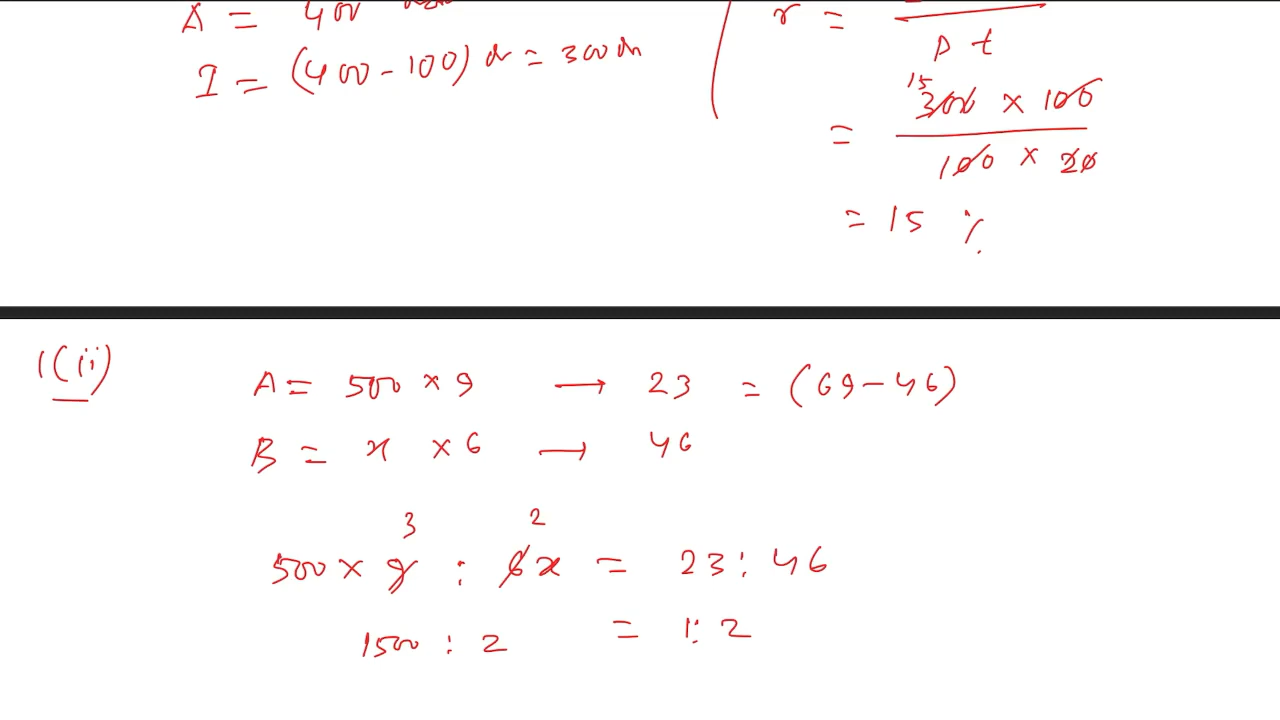 A = 400
I = (400 - 100) = 300
r =
p t
15
300 × 100
=
100 × 20
= 15 %
1(ii)
A = 500 × 9 → 23 = (69 - 46)
B = x × 6 → 46
3 2
500 × 9 : 6x = 23 : 46
1500 : 2 = 1 : 2